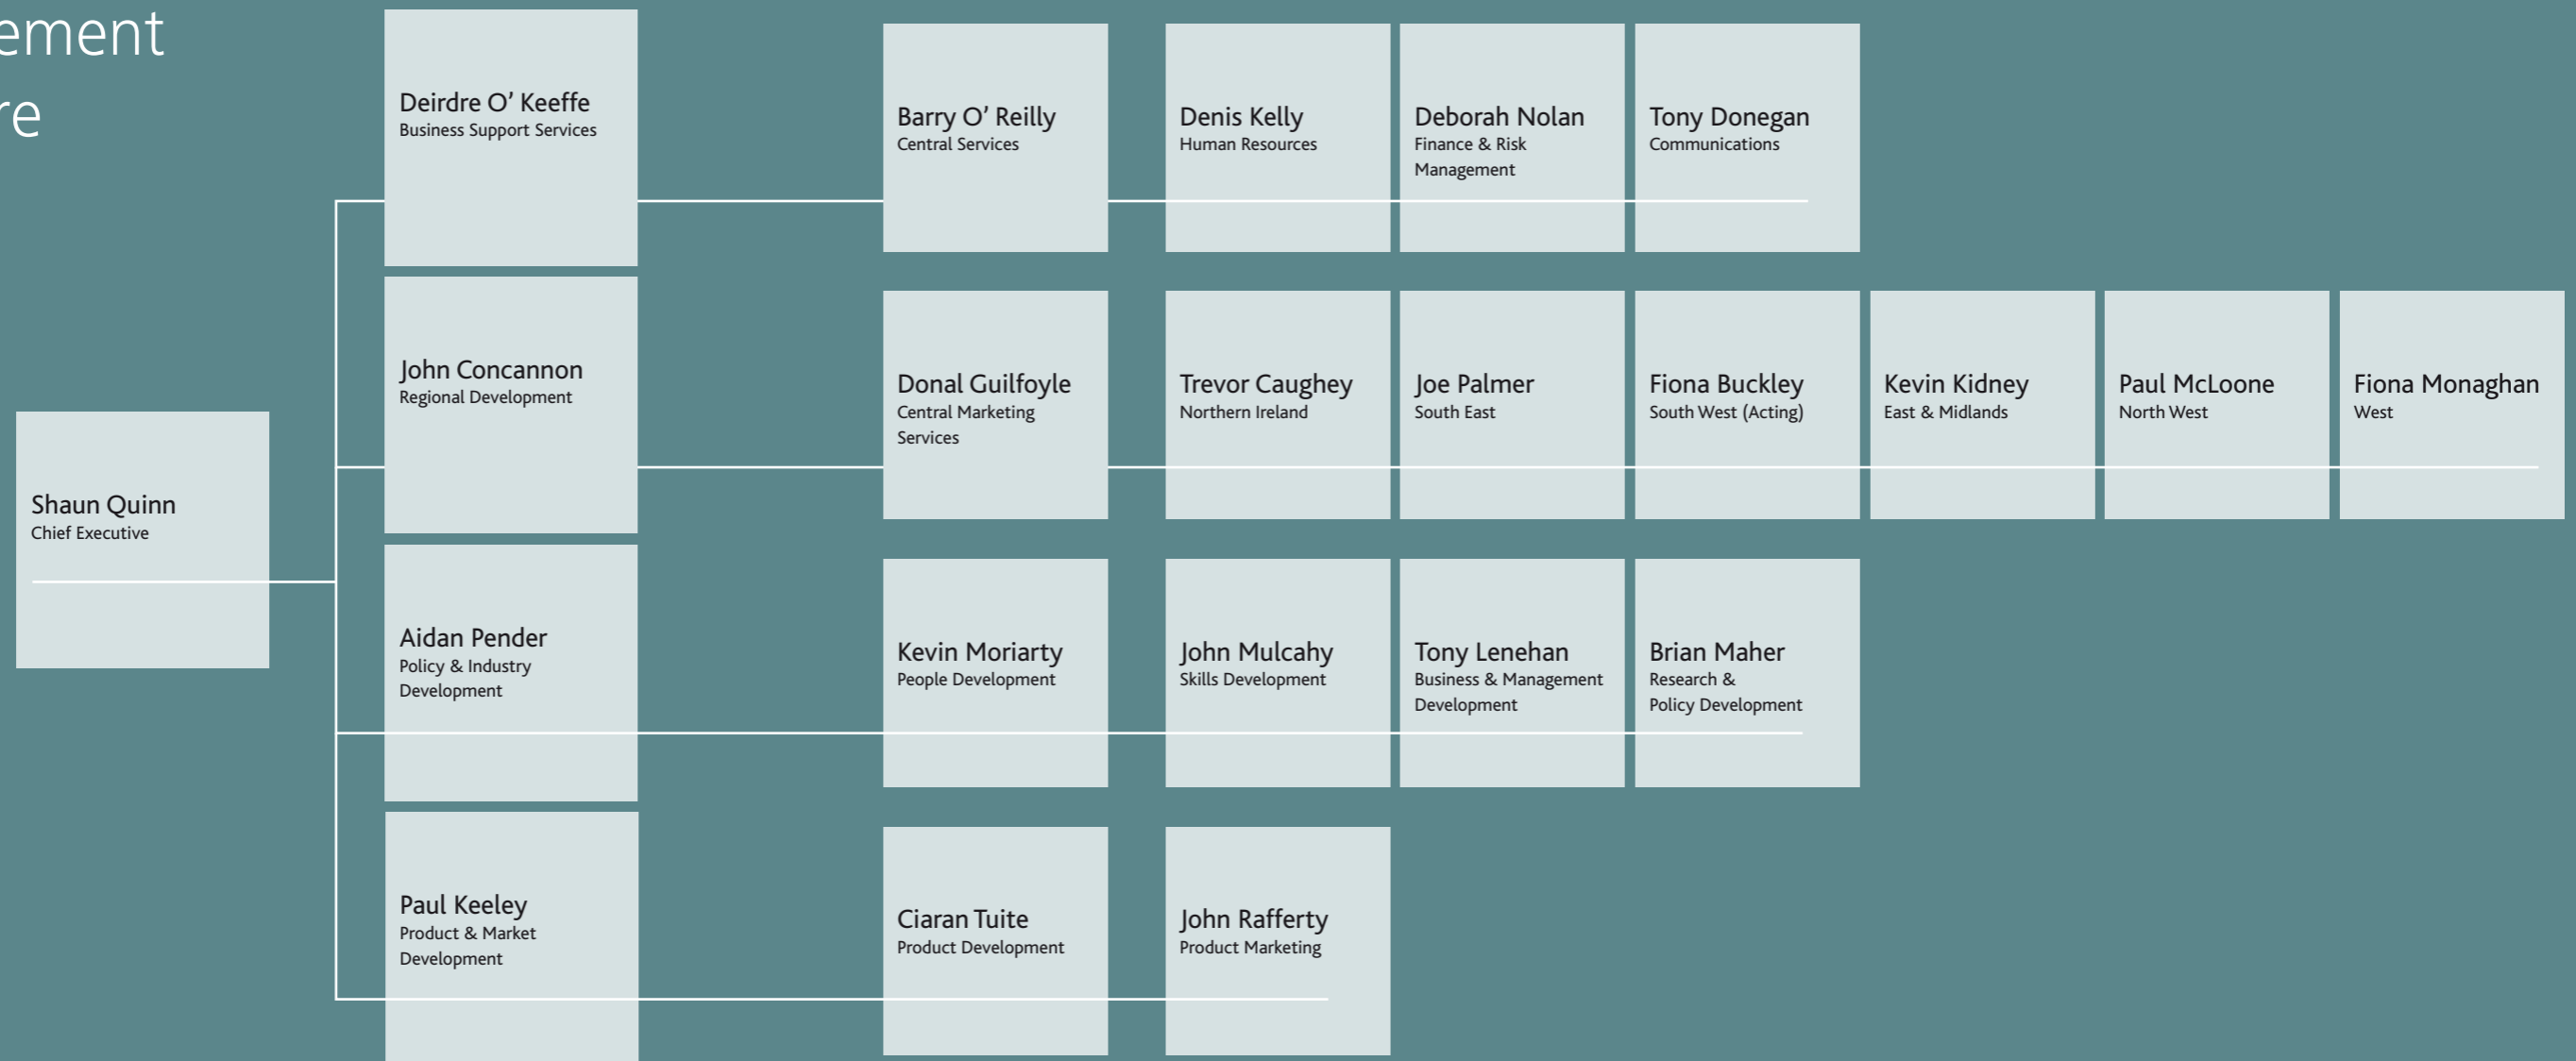 ement
re
Deirdre O’ Keeffe
Business Support Services
Barry O’ Reilly
Central Services
Denis Kelly
Human Resources
Deborah Nolan
Finance & Risk
Management
Tony Donegan
Communications
John Concannon
Regional Development
Donal Guilfoyle
Central Marketing
Services
Trevor Caughey
Northern Ireland
Joe Palmer
South East
Fiona Buckley
South West (Acting)
Kevin Kidney
East & Midlands
Paul McLoone
North West
Fiona Monaghan
West
Shaun Quinn
Chief Executive
Aidan Pender
Policy & Industry
Development
Kevin Moriarty
People Development
John Mulcahy
Skills Development
Tony Lenehan
Business & Management
Development
Brian Maher
Research &
Policy Development
Paul Keeley
Product & Market
Development
Ciaran Tuite
Product Development
John Rafferty
Product Marketing